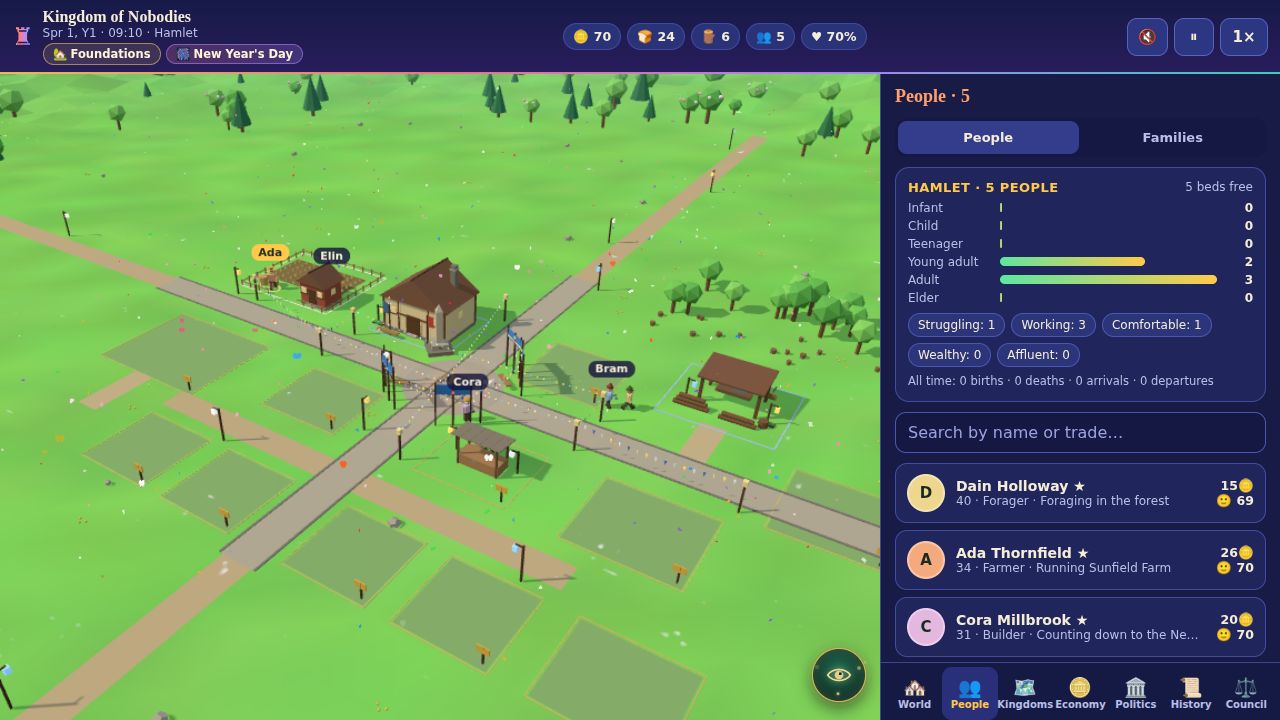 Kingdom of Nobodies
Spr 1, Y1 · 09:10 · Hamlet
Foundations
New Year's Day
70
24
6
5
♥ 70%
1×
Ada
Elin
Cora
Bram
People · 5
People
Families
HAMLET · 5 PEOPLE
5 beds free
Infant 0
Child 0
Teenager 0
Young adult 2
Adult 3
Elder 0
Struggling: 1
Working: 3
Comfortable: 1
Wealthy: 0
Affluent: 0
All time: 0 births · 0 deaths · 0 arrivals · 0 departures
Search by name or trade…
D
Dain Holloway ★
15
40 · Forager · Foraging in the forest
69
A
Ada Thornfield ★
26
34 · Farmer · Running Sunfield Farm
70
C
Cora Millbrook ★
20
31 · Builder · Counting down to the Ne…
70
World
People
Kingdoms
Economy
Politics
History
Council